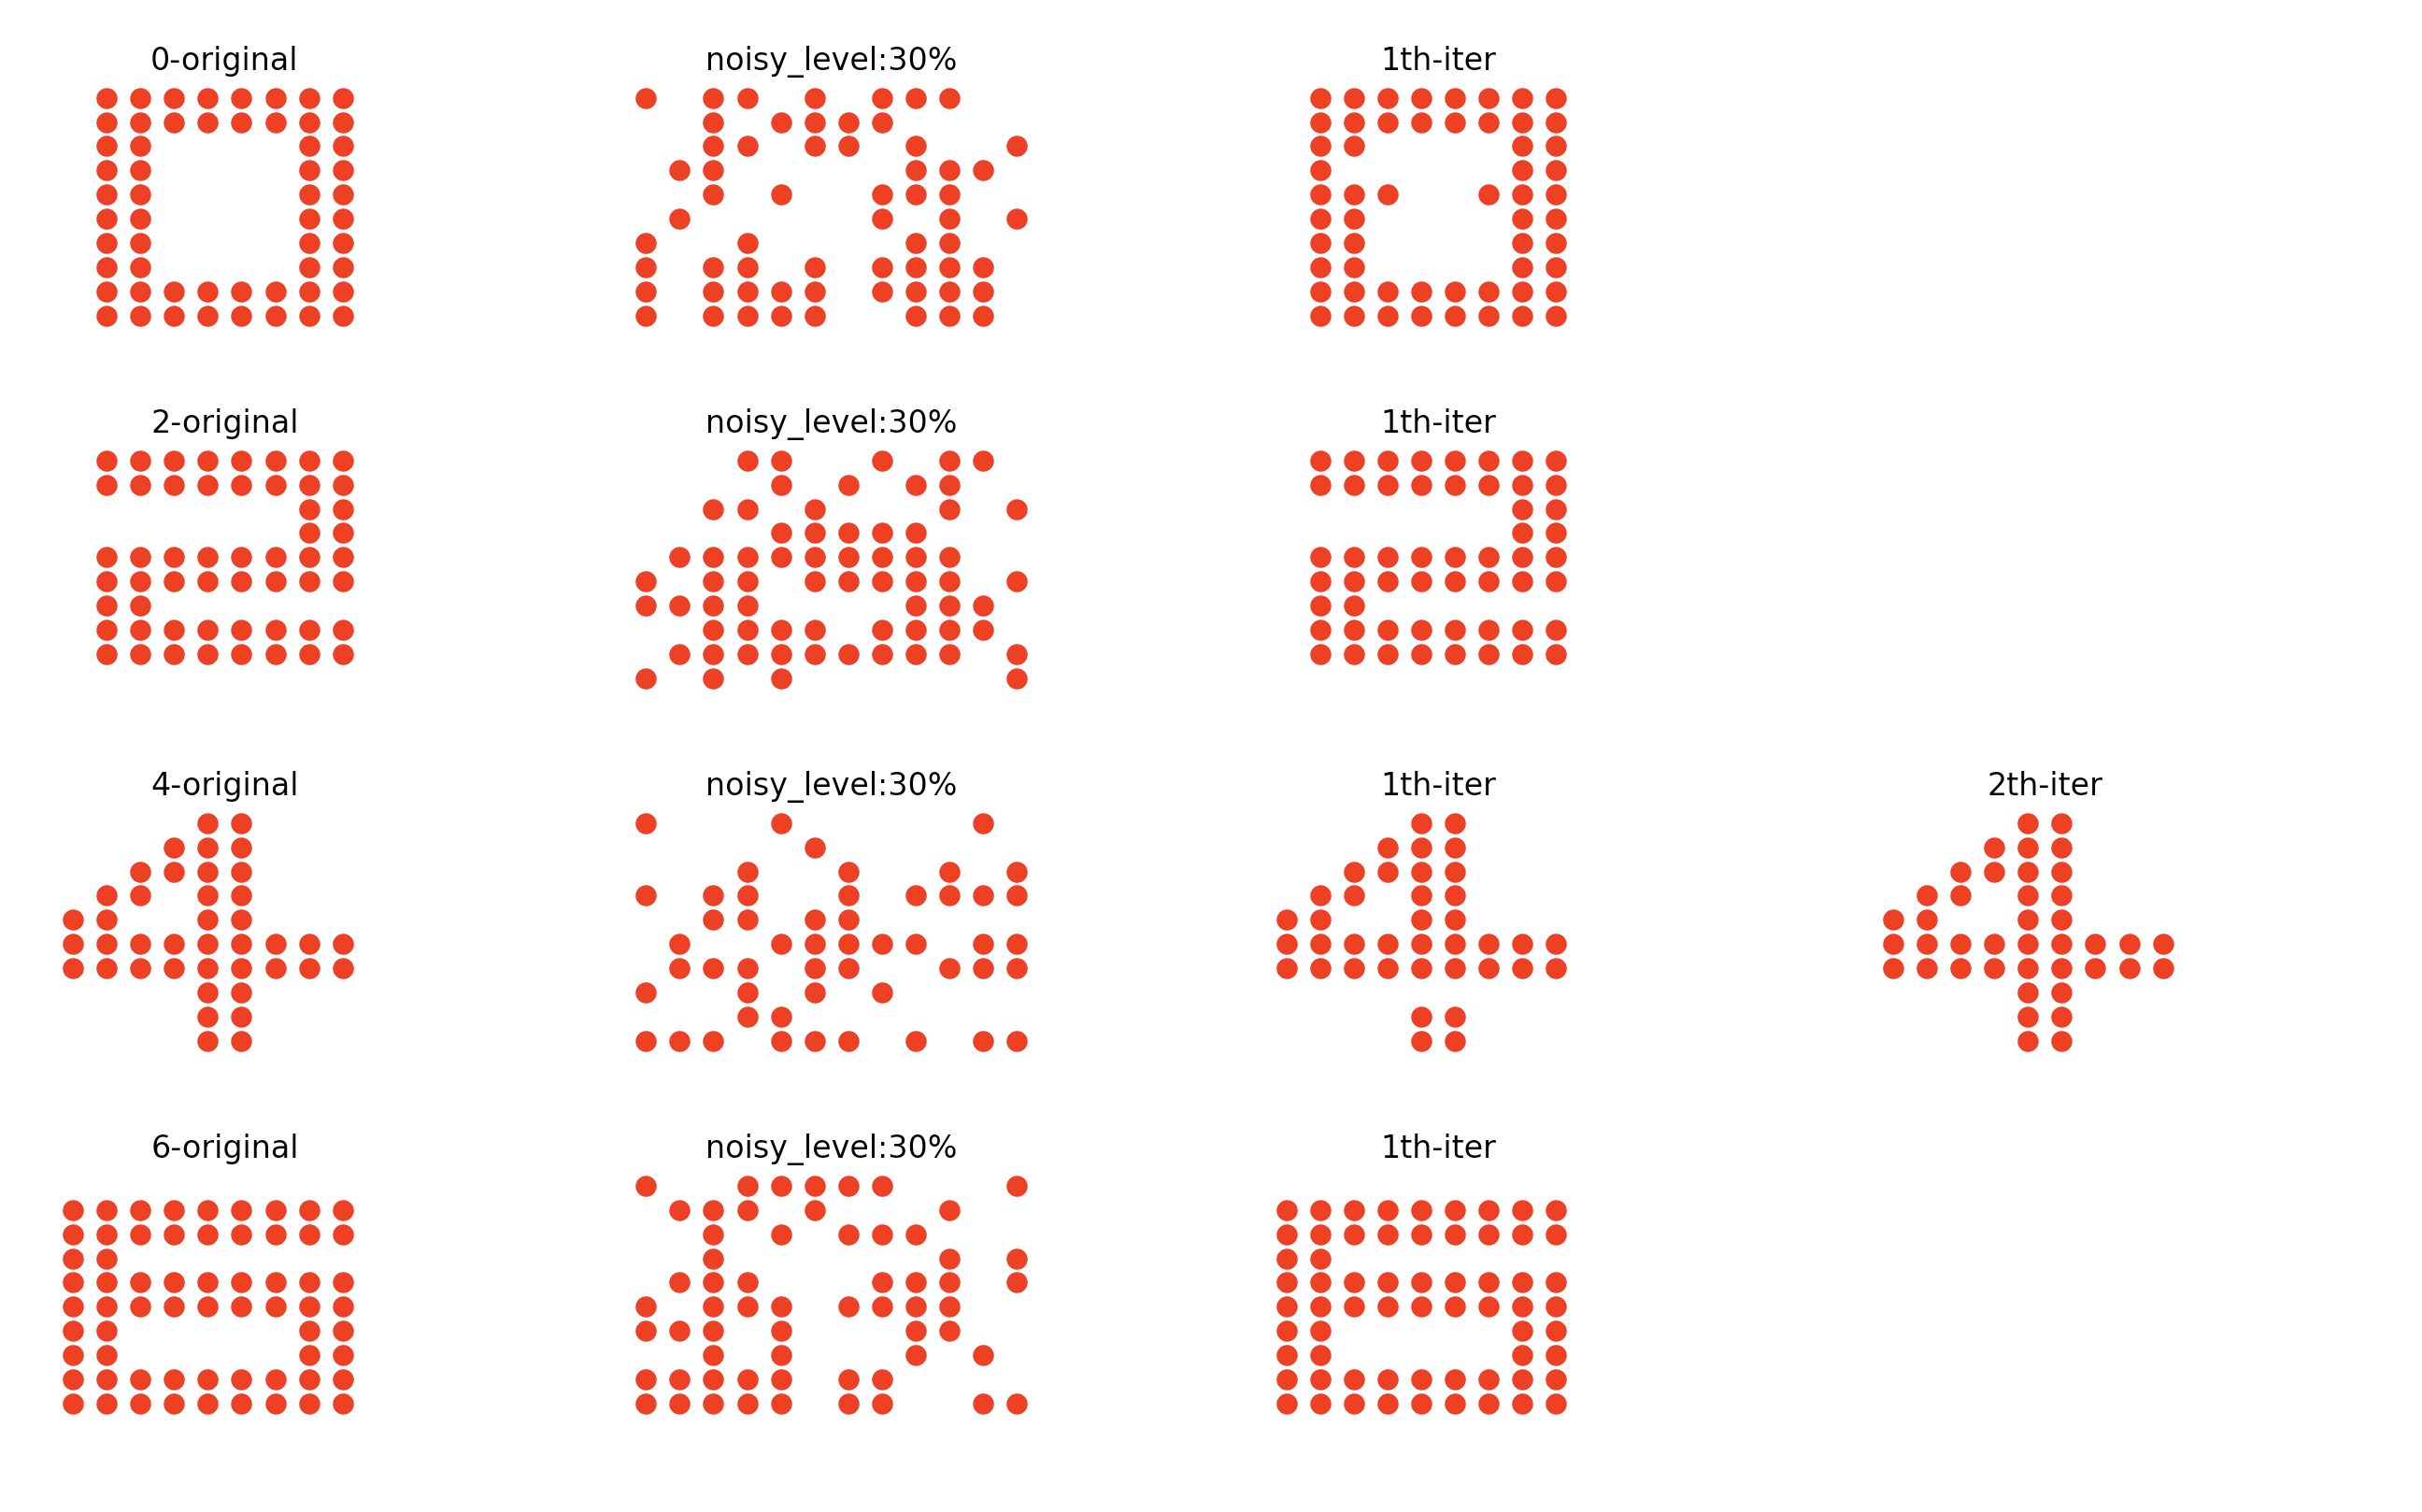 0-original noisy_level:30% 1th-iter
2-original noisy_level:30% 1th-iter
4-original noisy_level:30% 1th-iter 2th-iter
6-original noisy_level:30% 1th-iter